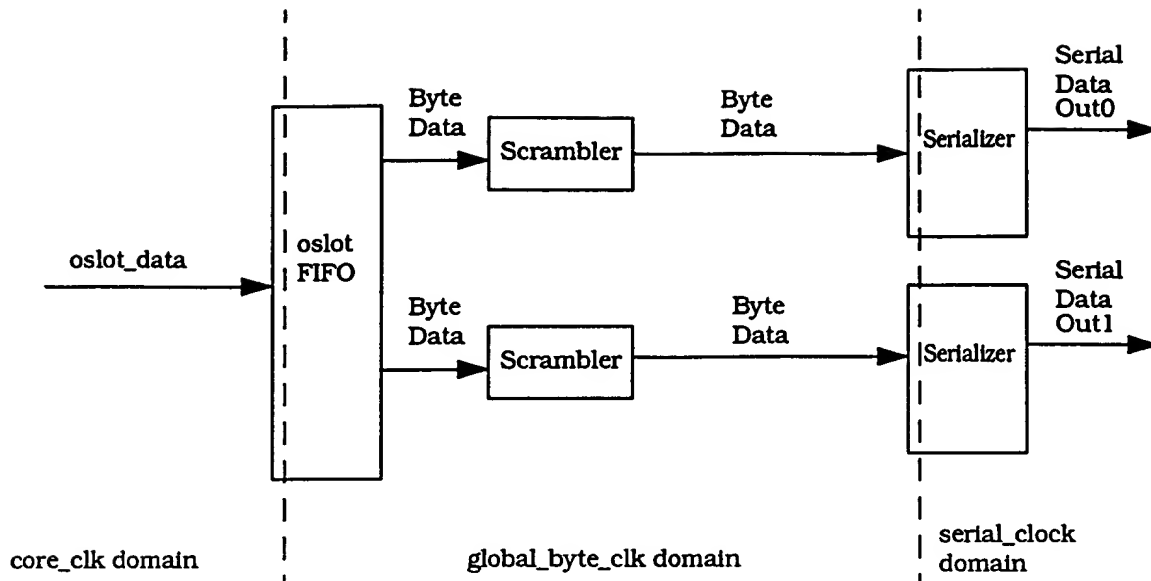 oslot_data
oslot
FIFO
Byte
Data
Scrambler
Byte
Data
Serializer
Serial
Data
Out0
Byte
Data
Scrambler
Byte
Data
Serializer
Serial
Data
Out1
core_clk domain
global_byte_clk domain
serial_clock
domain